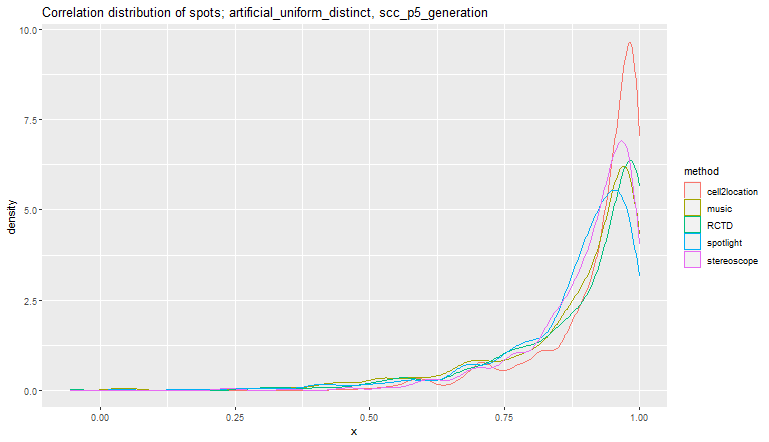 Correlation distribution of spots; artificial_uniform_distinct, scc_p5_generation
10.0
7.5
5.0
2.5
0.0
density
0.00 0.25 0.50 0.75 1.00
x
method
cell2location
music
RCTD
spotlight
stereoscope